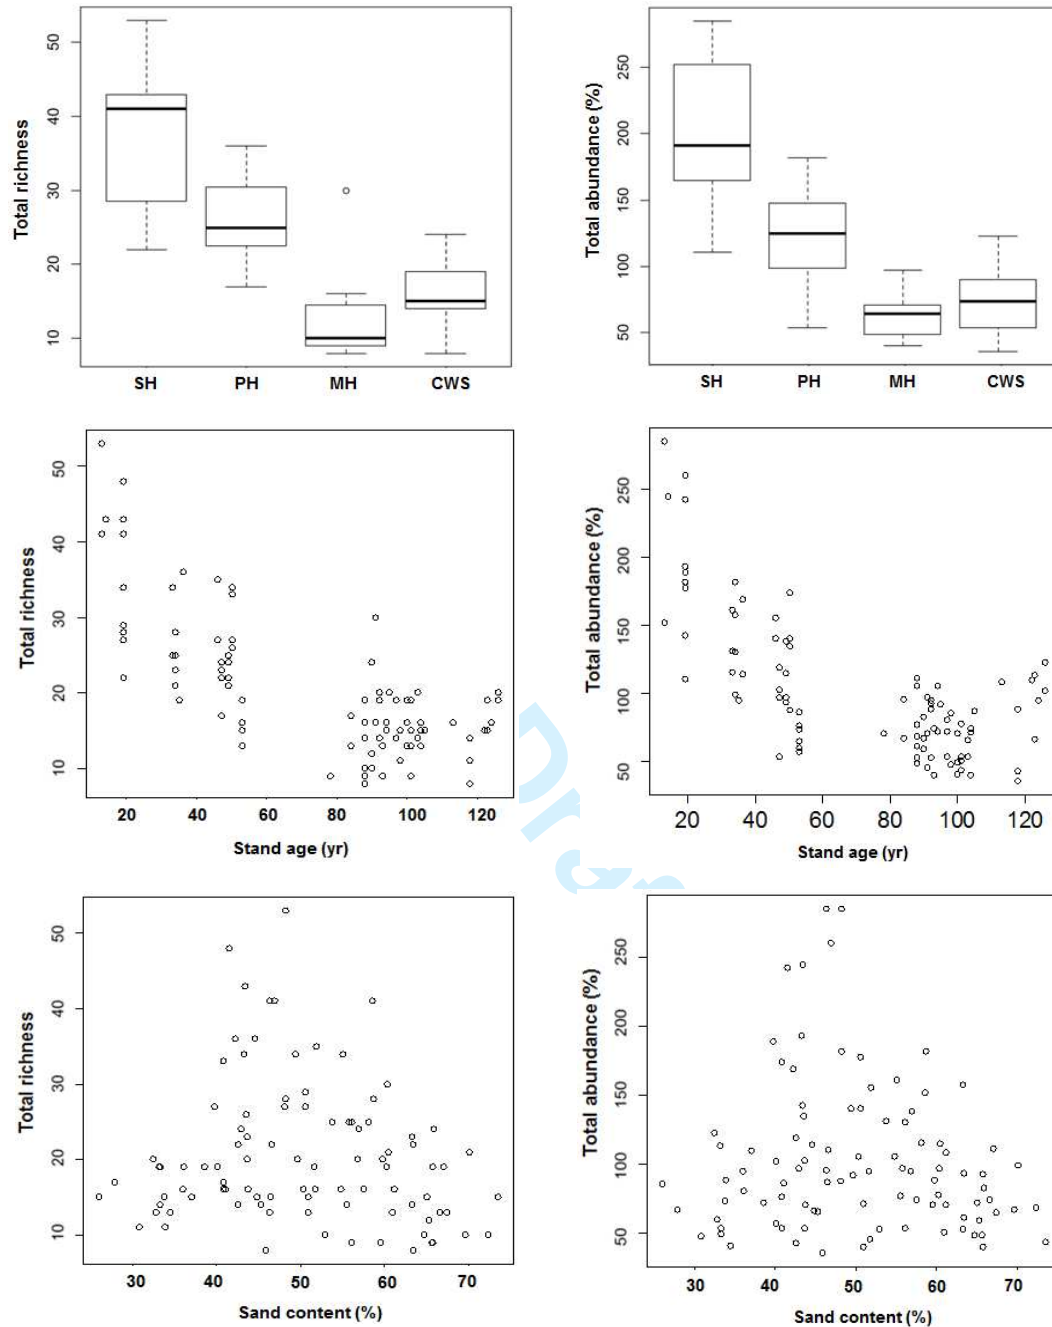 Total richness
50
40
30
20
10
SH PH MH CWS
Total abundance (%)
250
200
150
100
50
SH PH MH CWS
Total richness
50
40
30
20
10
20 40 60 80 100 120
Stand age (yr)
Total abundance (%)
250
200
150
100
50
20 40 60 80 100 120
Stand age (yr)
Total richness
50
40
30
20
10
30 40 50 60 70
Sand content (%)
Total abundance (%)
250
200
150
100
50
30 40 50 60 70
Sand content (%)